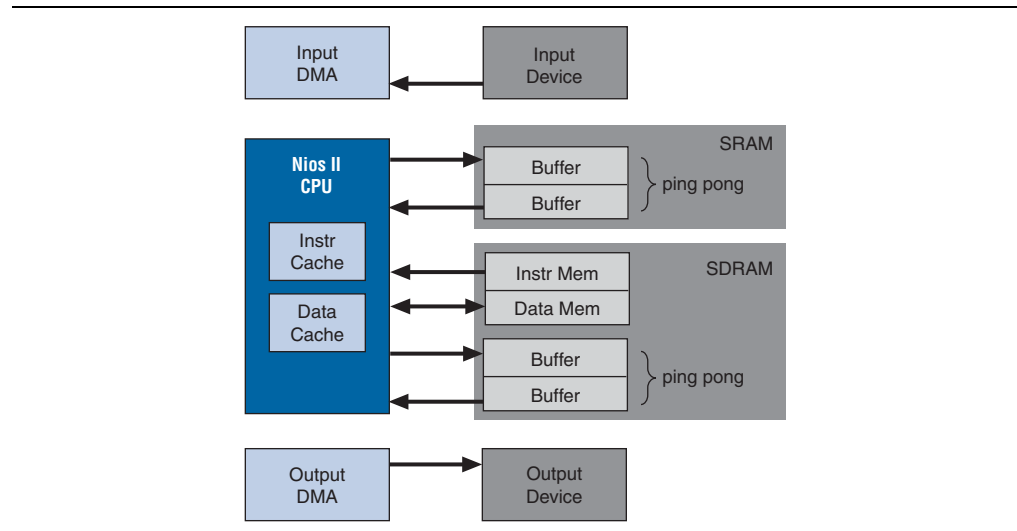 Input
DMA
Input
Device
Nios II
CPU
SRAM
Buffer
Buffer
ping pong
Instr
Cache
Data
Cache
SDRAM
Instr Mem
Data Mem
Buffer
Buffer
ping pong
Output
DMA
Output
Device